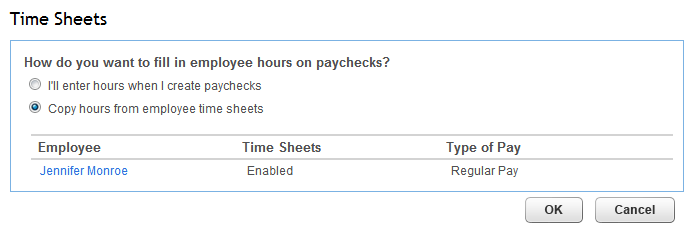 Time Sheets
How do you want to fill in employee hours on paychecks?
I'll enter hours when I create paychecks
Copy hours from employee time sheets
Employee Time Sheets Type of Pay
Jennifer Monroe Enabled Regular Pay
OK Cancel